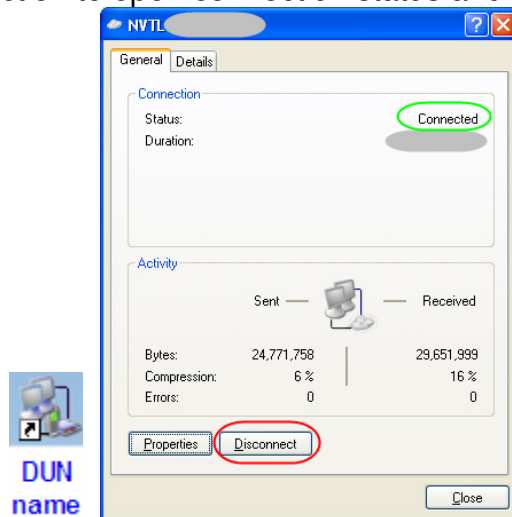 NVTL
General Details
Connection
Status: Connected
Duration:
Activity
Sent Received
Bytes: 24,771,758 29,651,999
Compression: 6 % 16 %
Errors: 0 0
Properties Disconnect
Close
DUN
name